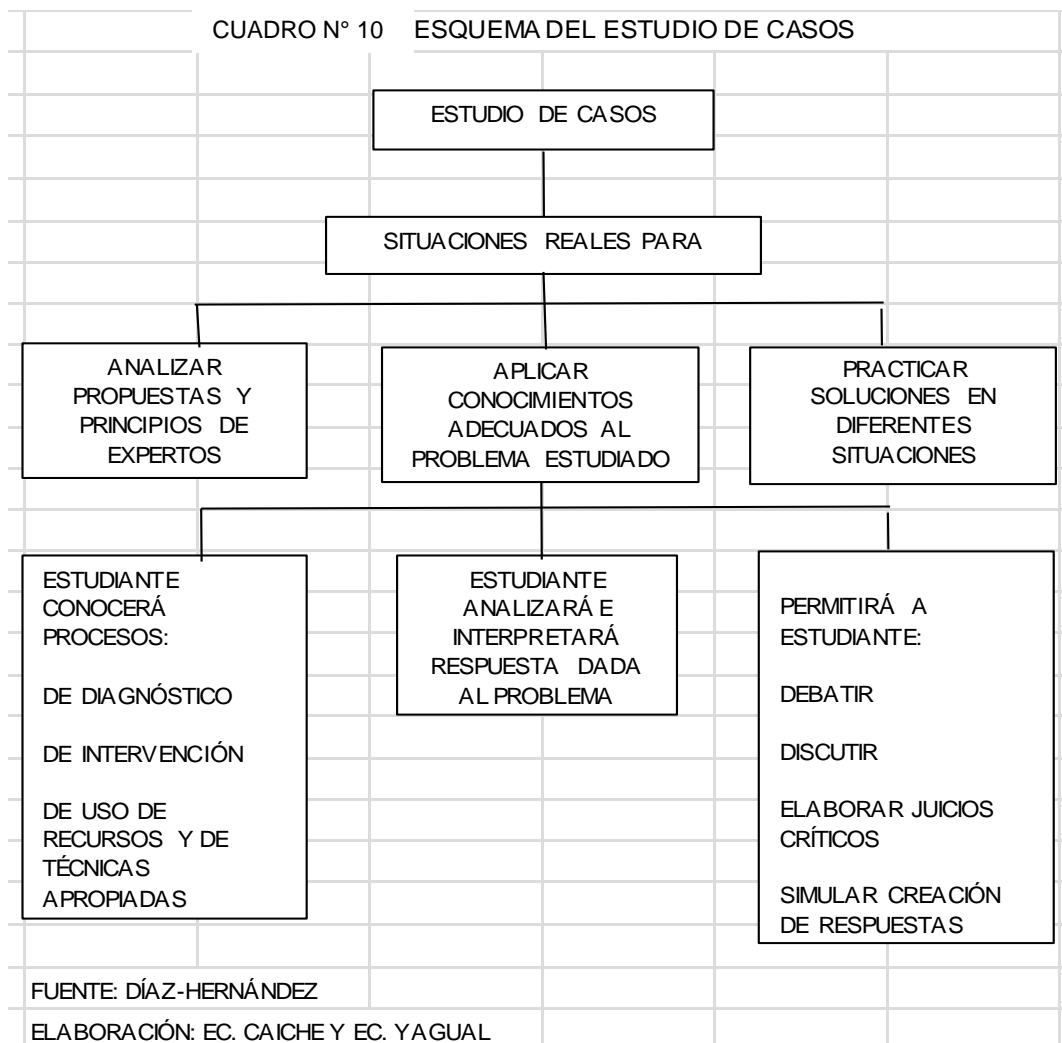 CUADRO N° 10 ESQUEMA DEL ESTUDIO DE CASOS
ESTUDIO DE CASOS
SITUACIONES REALES PARA
ANALIZAR
PROPUESTAS Y
PRINCIPIOS DE
EXPERTOS
APLICAR
CONOCIMIENTOS
ADECUADOS AL
PROBLEMA ESTUDIADO
PRACTICAR
SOLUCIONES EN
DIFERENTES
SITUACIONES
ESTUDIANTE
CONOCERÁ
PROCESOS:
DE DIAGNÓSTICO
DE INTERVENCIÓN
DE USO DE
RECURSOS Y DE
TÉCNICAS
APROPIADAS
ESTUDIANTE
ANALIZARÁ E
INTERPRETARÁ
RESPUESTA DADA
AL PROBLEMA
PERMITIRÁ A
ESTUDIANTE:
DEBATIR
DISCUTIR
ELABORAR JUICIOS
CRÍTICOS
SIMULAR CREACIÓN
DE RESPUESTAS
FUENTE: DÍAZ-HERNÁNDEZ
ELABORACIÓN: EC. CAICHE Y EC. YAGUAL